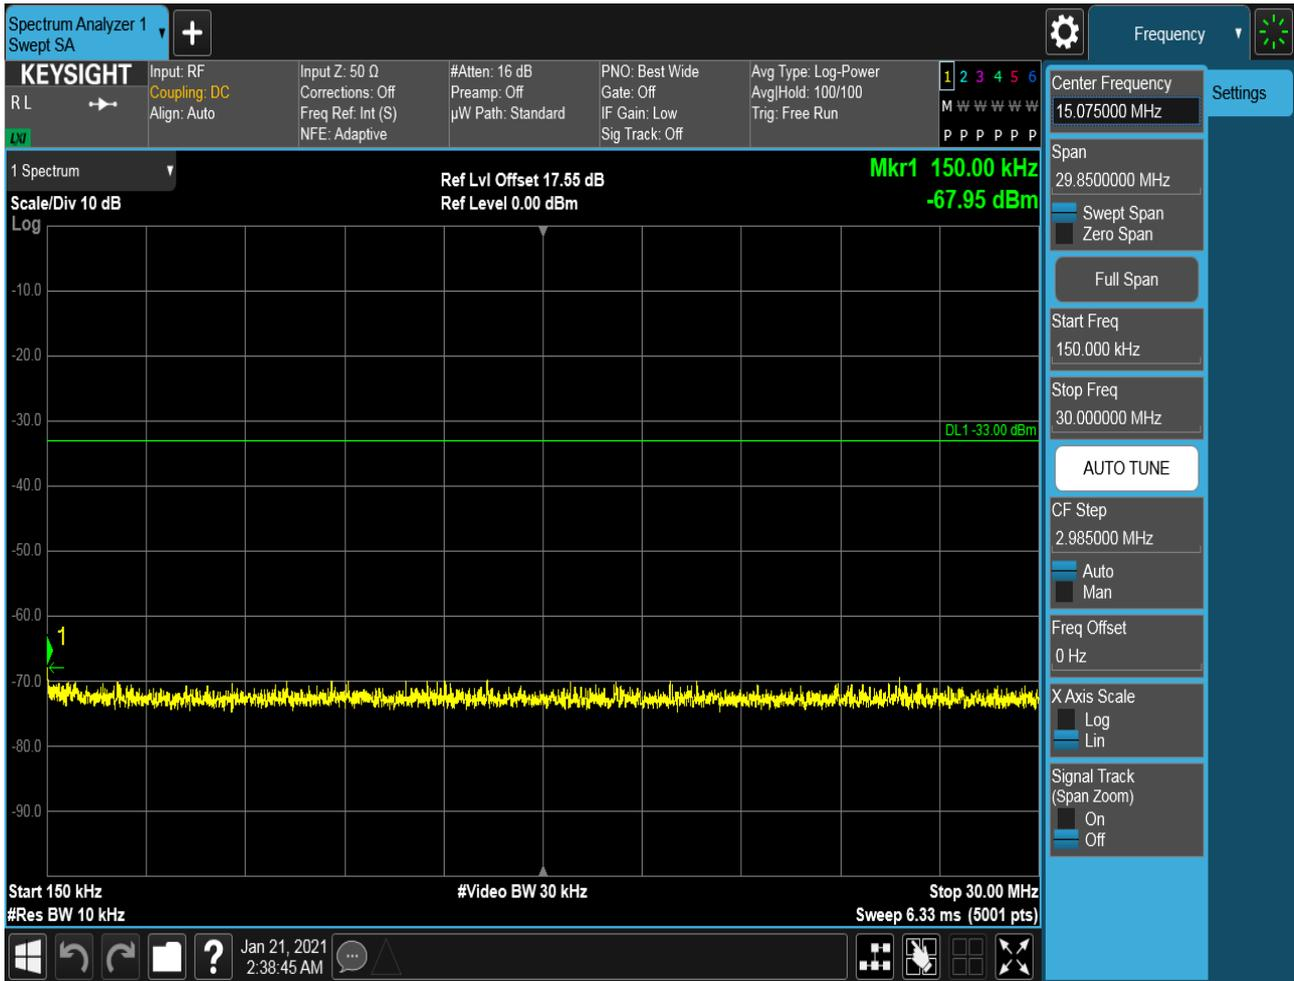 Spectrum Analyzer 1
Swept SA
Frequency
KEYSIGHT
R L
LXI
Input: RF
Coupling: DC
Align: Auto
Input Z: 50 Ω
Corrections: Off
Freq Ref: Int (S)
NFE: Adaptive
#Atten: 16 dB
Preamp: Off
µW Path: Standard
PNO: Best Wide
Gate: Off
IF Gain: Low
Sig Track: Off
Avg Type: Log-Power
Avg|Hold: 100/100
Trig: Free Run
1 2 3 4 5 6
M W W W W W
P P P P P P
1 Spectrum
Scale/Div 10 dB
Log
Ref Lvl Offset 17.55 dB
Ref Level 0.00 dBm
Mkr1 150.00 kHz
-67.95 dBm
-10.0
-20.0
-30.0
DL1 -33.00 dBm
-40.0
-50.0
-60.0
1
-70.0
-80.0
-90.0
Start 150 kHz
#Res BW 10 kHz
#Video BW 30 kHz
Stop 30.00 MHz
Sweep 6.33 ms (5001 pts)
Jan 21, 2021
2:38:45 AM
Center Frequency
15.075000 MHz
Settings
Span
29.8500000 MHz
Swept Span
Zero Span
Full Span
Start Freq
150.000 kHz
Stop Freq
30.000000 MHz
AUTO TUNE
CF Step
2.985000 MHz
Auto
Man
Freq Offset
0 Hz
X Axis Scale
Log
Lin
Signal Track
(Span Zoom)
On
Off